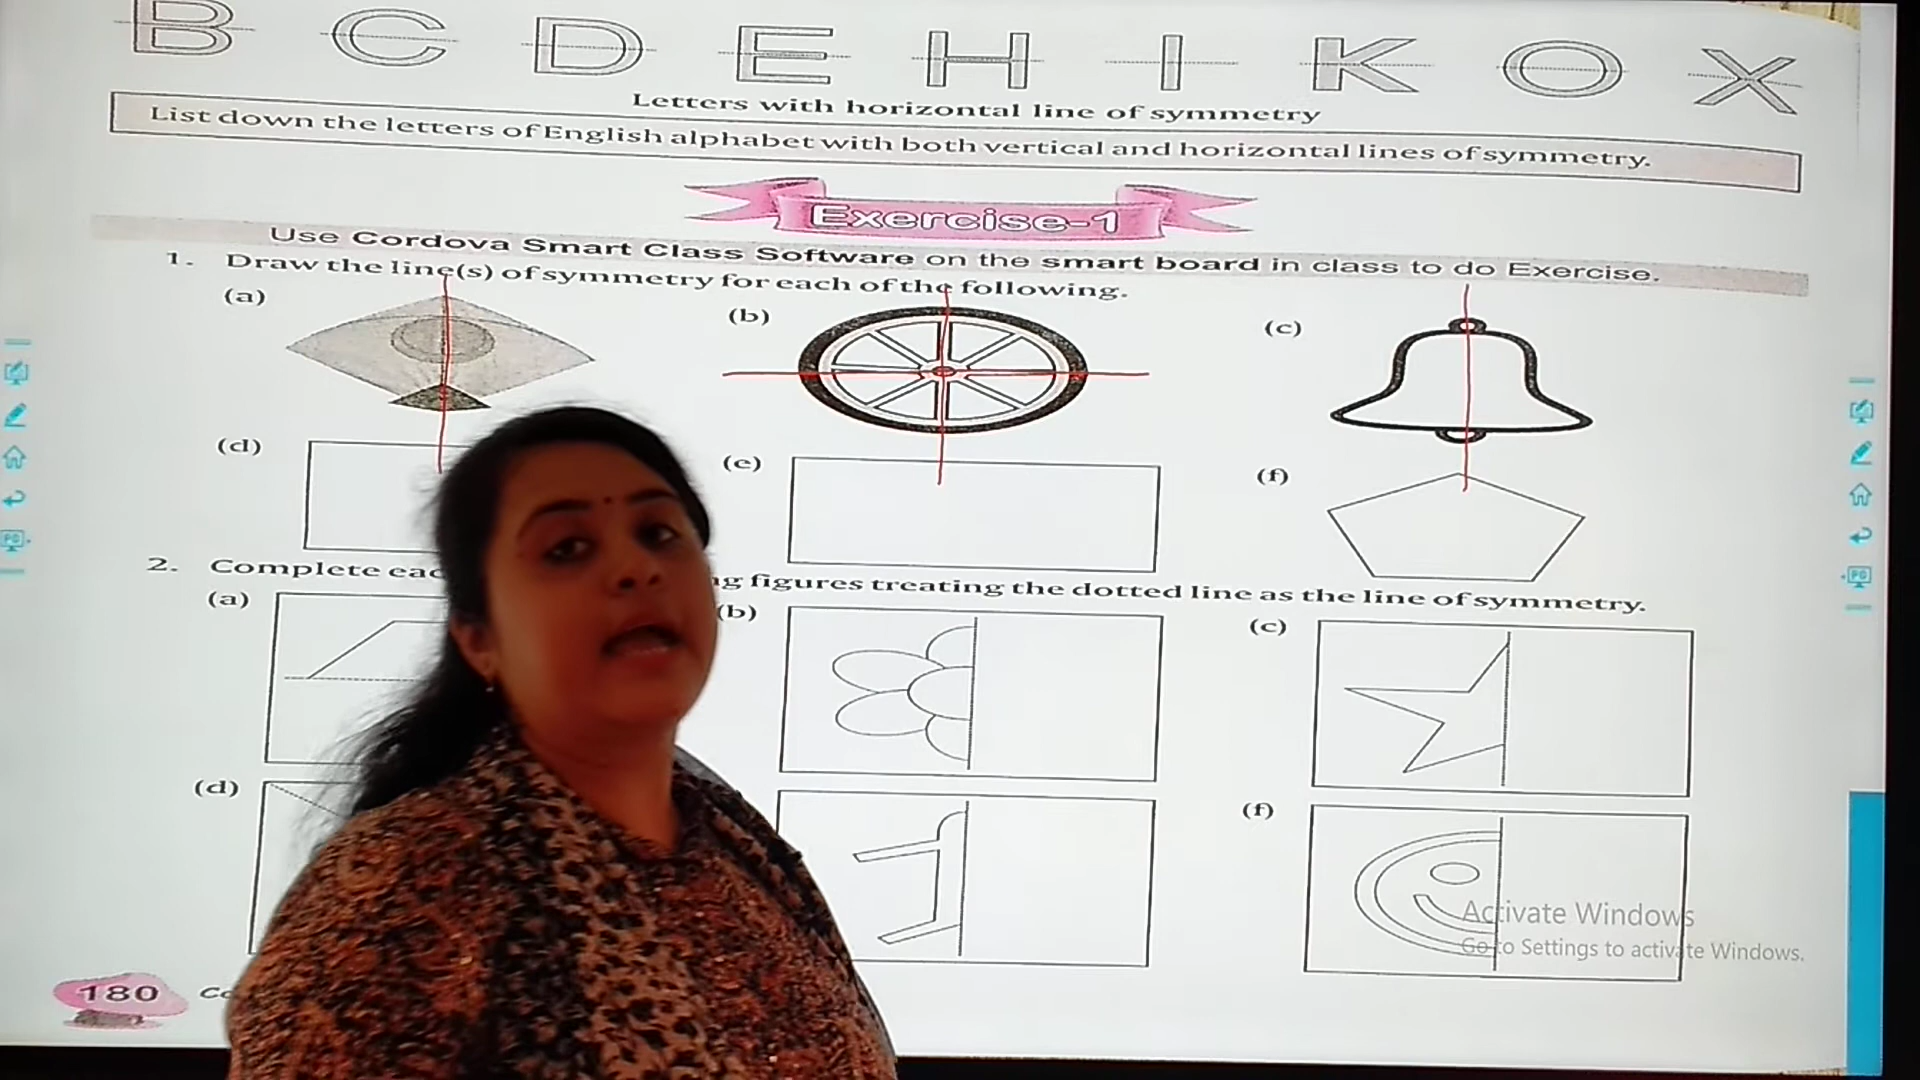 B C D E H I K O X
Letters with horizontal line of symmetry
List down the letters of English alphabet with both vertical and horizontal lines of symmetry.
Exercise-1
Use Cordova Smart Class Software on the smart board in class to do Exercise.
1. Draw the line(s) of symmetry for each of the following.
(a) (b) (c)
(d) (e) (f)
2. Complete figures treating the dotted line as the line of symmetry.
(a) (b) (c)
(d) (f)
Activate Windows
Go to Settings to activate Windows.
180
PG
PG